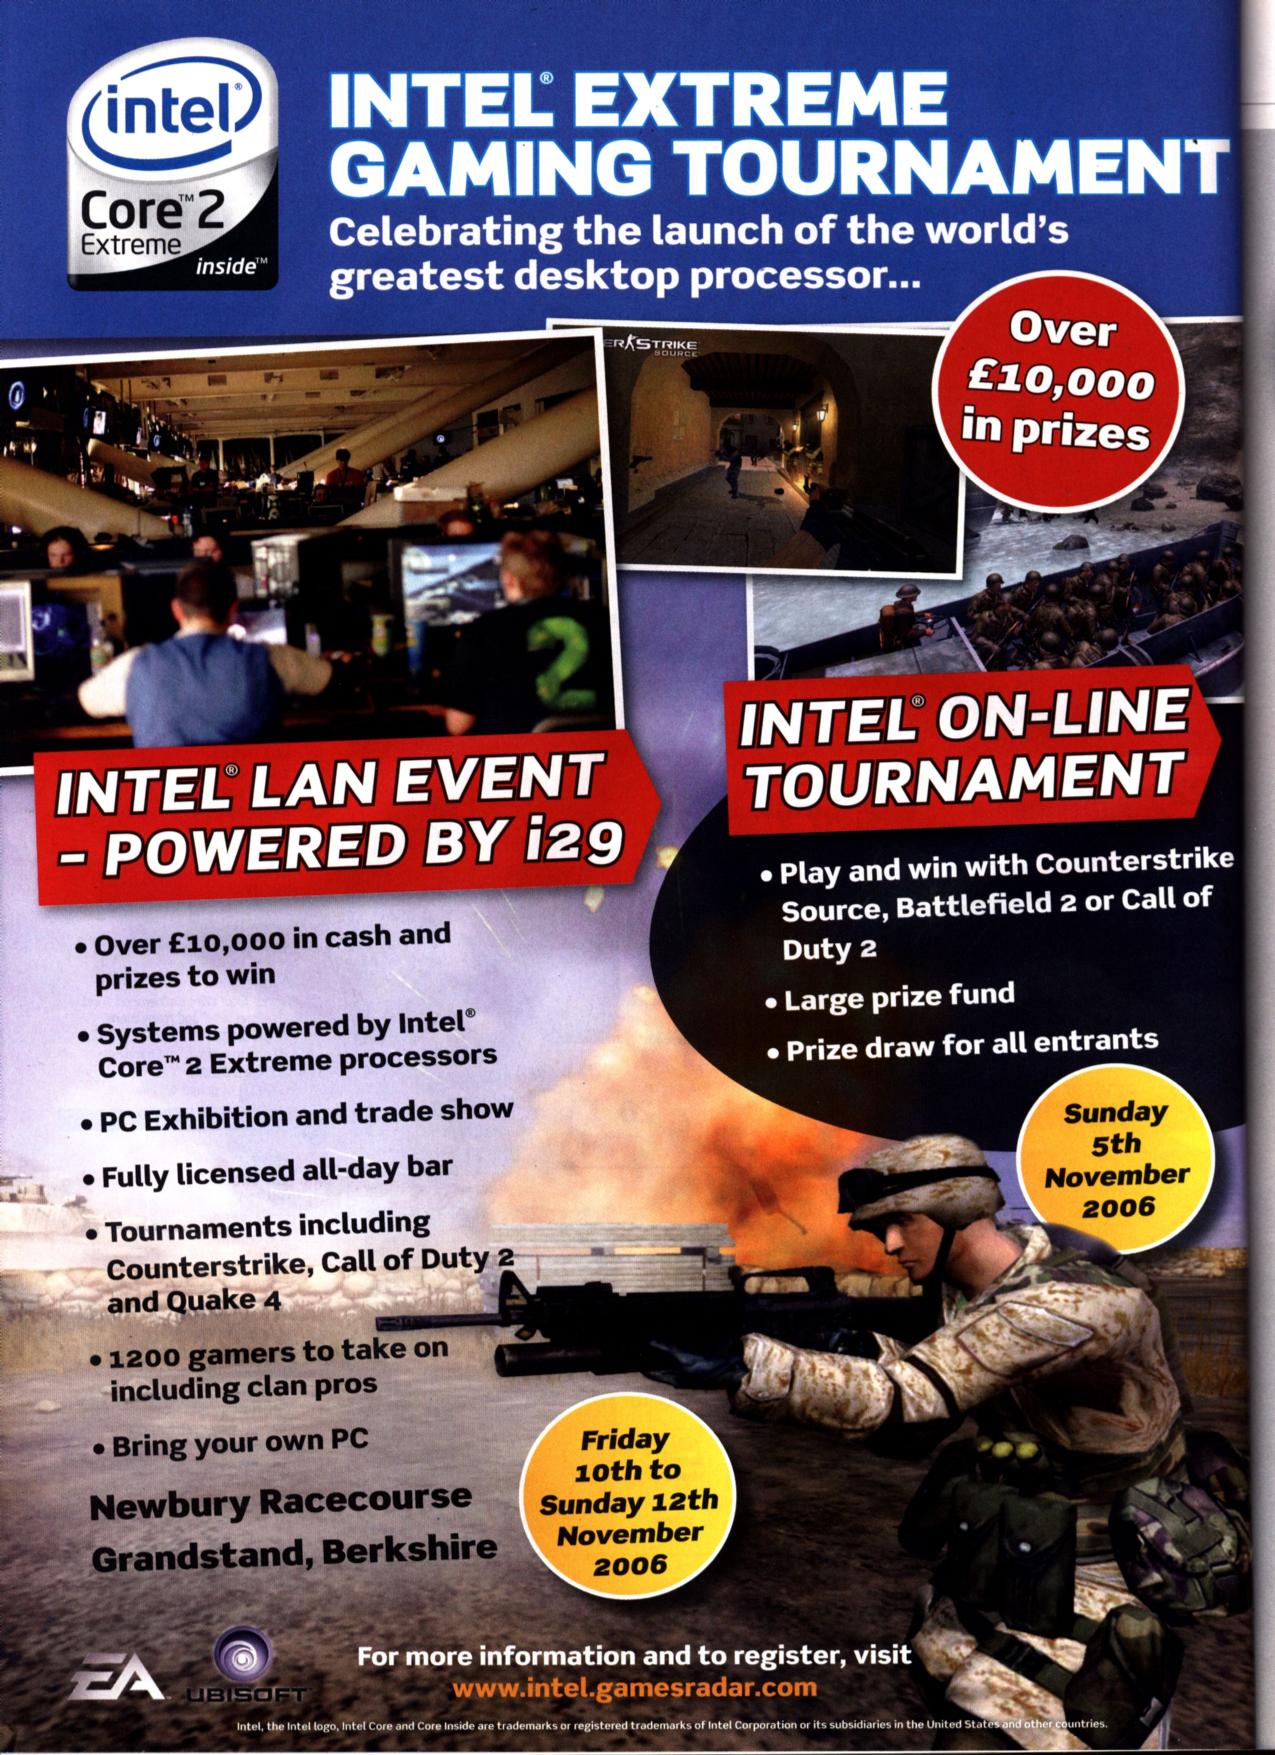 intel®
Core™ 2
Extreme
inside™
INTEL® EXTREME
GAMING TOURNAMENT
Celebrating the launch of the world's
greatest desktop processor...
Over
£10,000
in prizes
ER STRIKE
SOURCE
2
INTEL® LAN EVENT
– POWERED BY i29
• Over £10,000 in cash and
prizes to win
• Systems powered by Intel®
Core™ 2 Extreme processors
• PC Exhibition and trade show
• Fully licensed all-day bar
• Tournaments including
Counterstrike, Call of Duty 2
and Quake 4
• 1200 gamers to take on
including clan pros
• Bring your own PC
Newbury Racecourse
Grandstand, Berkshire
Friday
10th to
Sunday 12th
November
2006
INTEL® ON-LINE
TOURNAMENT
• Play and win with Counterstrike
Source, Battlefield 2 or Call of
Duty 2
• Large prize fund
• Prize draw for all entrants
Sunday
5th
November
2006
EA
UBISOFT
For more information and to register, visit
www.intel.gamesradar.com
Intel, the Intel logo, Intel Core and Core Inside are trademarks or registered trademarks of Intel Corporation or its subsidiaries in the United States and other countries.